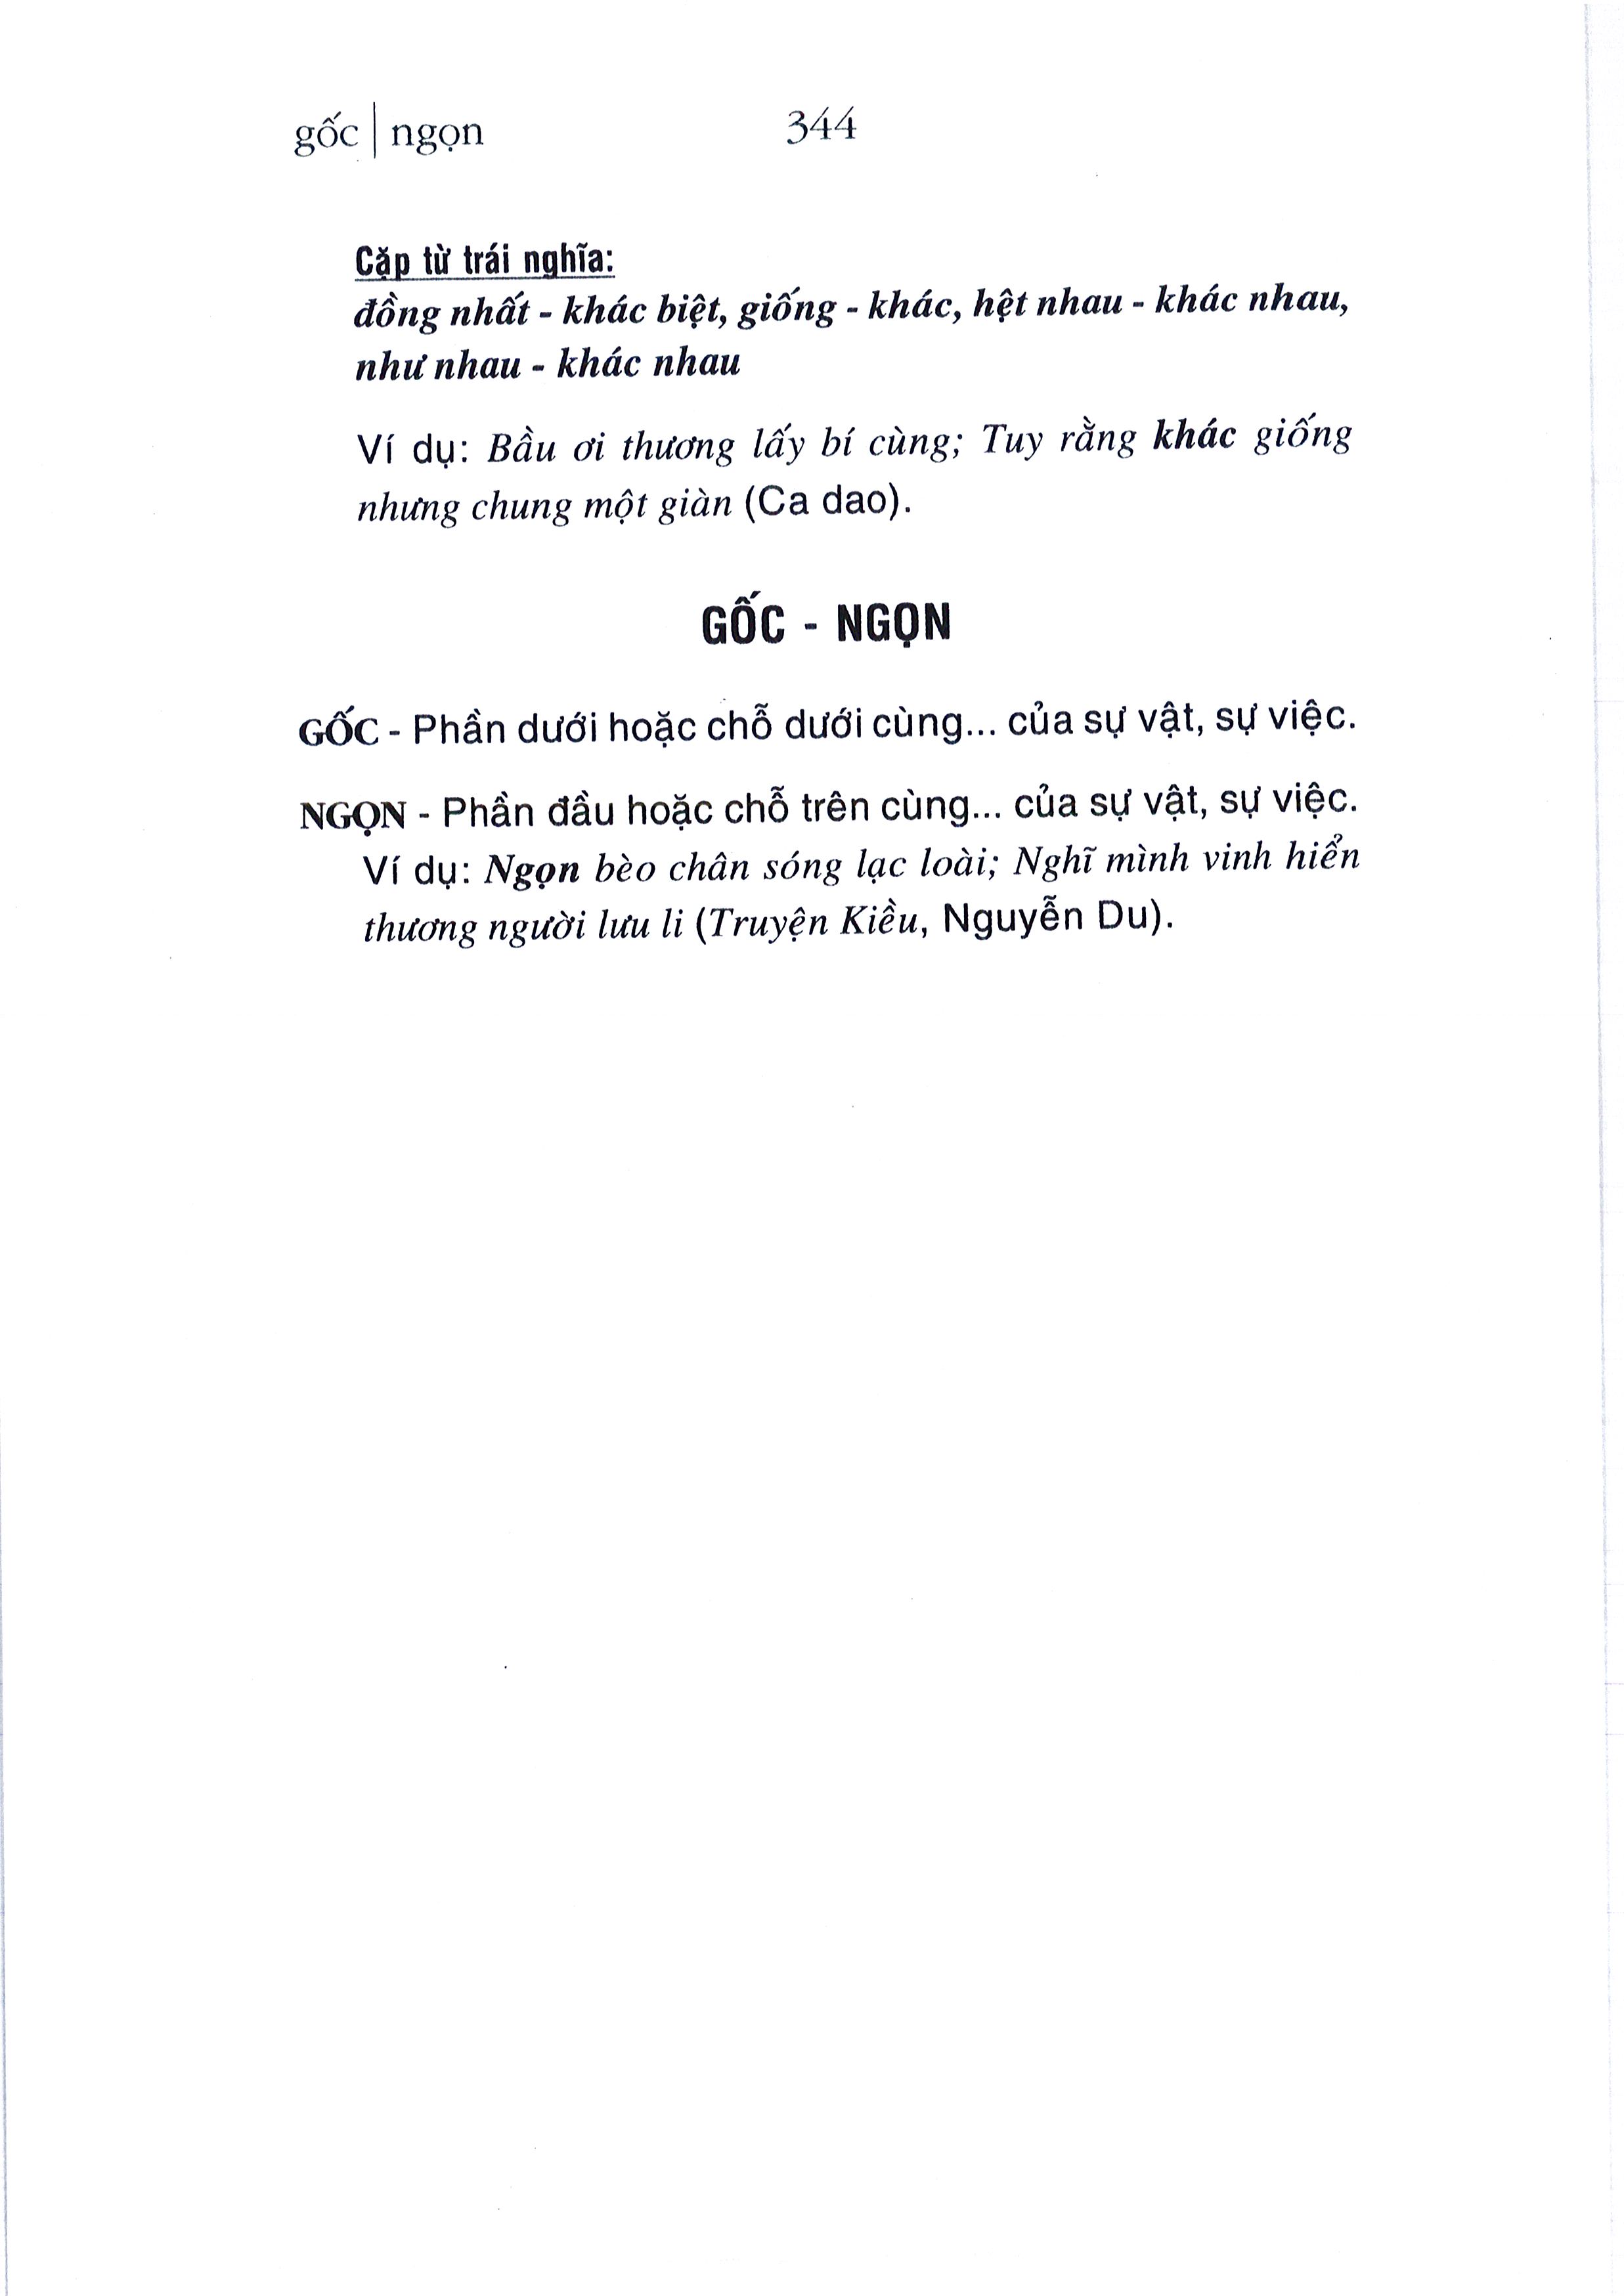 gốc | ngọn 344
Cặp từ trái nghĩa:
đồng nhất - khác biệt, giống - khác, hệt nhau - khác nhau,
như nhau - khác nhau
Ví dụ: Bầu ơi thương lấy bí cùng; Tuy rằng khác giống
nhưng chung một giàn (Ca dao).
GỐC - NGỌN
GỐC - Phần dưới hoặc chỗ dưới cùng... của sự vật, sự việc.
NGỌN - Phần đầu hoặc chỗ trên cùng... của sự vật, sự việc.
Ví dụ: Ngọn bèo chân sóng lạc loài; Nghĩ mình vinh hiển
thương người lưu li (Truyện Kiều, Nguyễn Du).